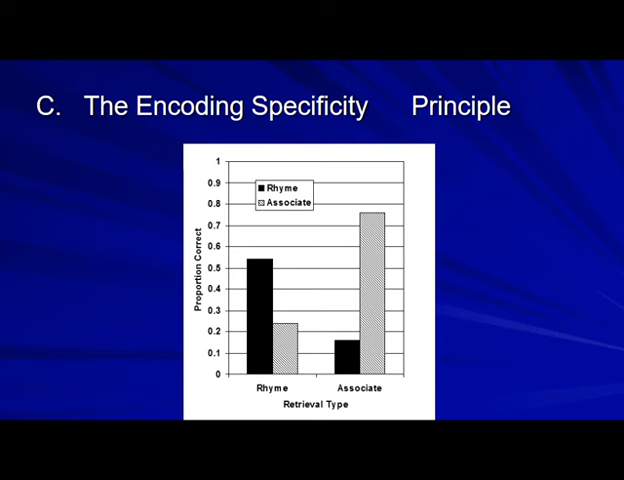 C. The Encoding Specificity Principle
1
0.9
0.8
0.7
0.6
0.5
0.4
0.3
0.2
0.1
0
Proportion Correct
Rhyme
Associate
Rhyme Associate
Retrieval Type